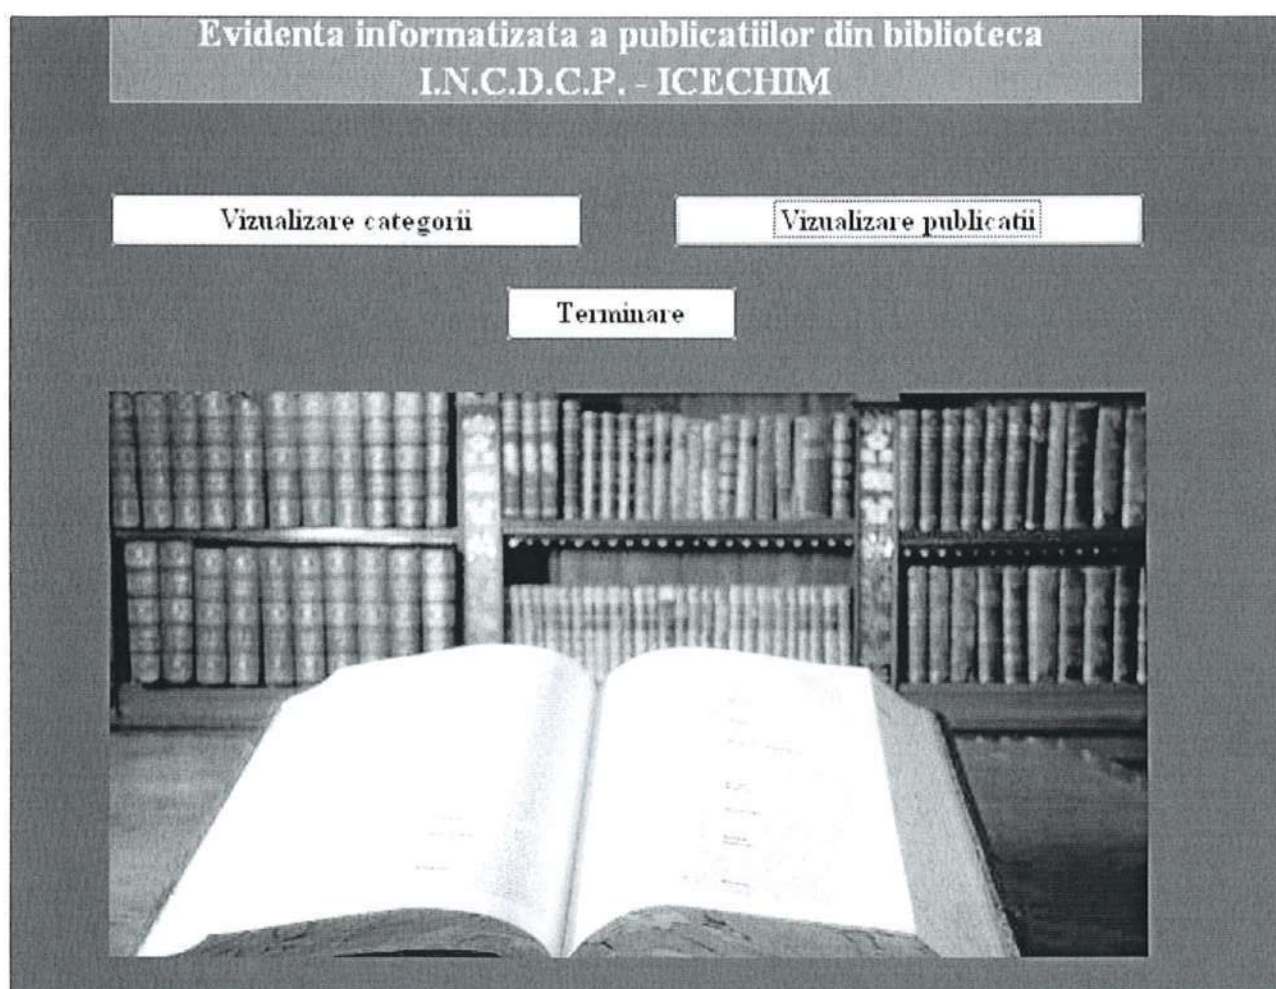 Evidenta informatizata a publicatiilor din biblioteca
I.N.C.D.C.P. - ICECHIM
Vizualizare categorii
Vizualizare publicatii
Terminare